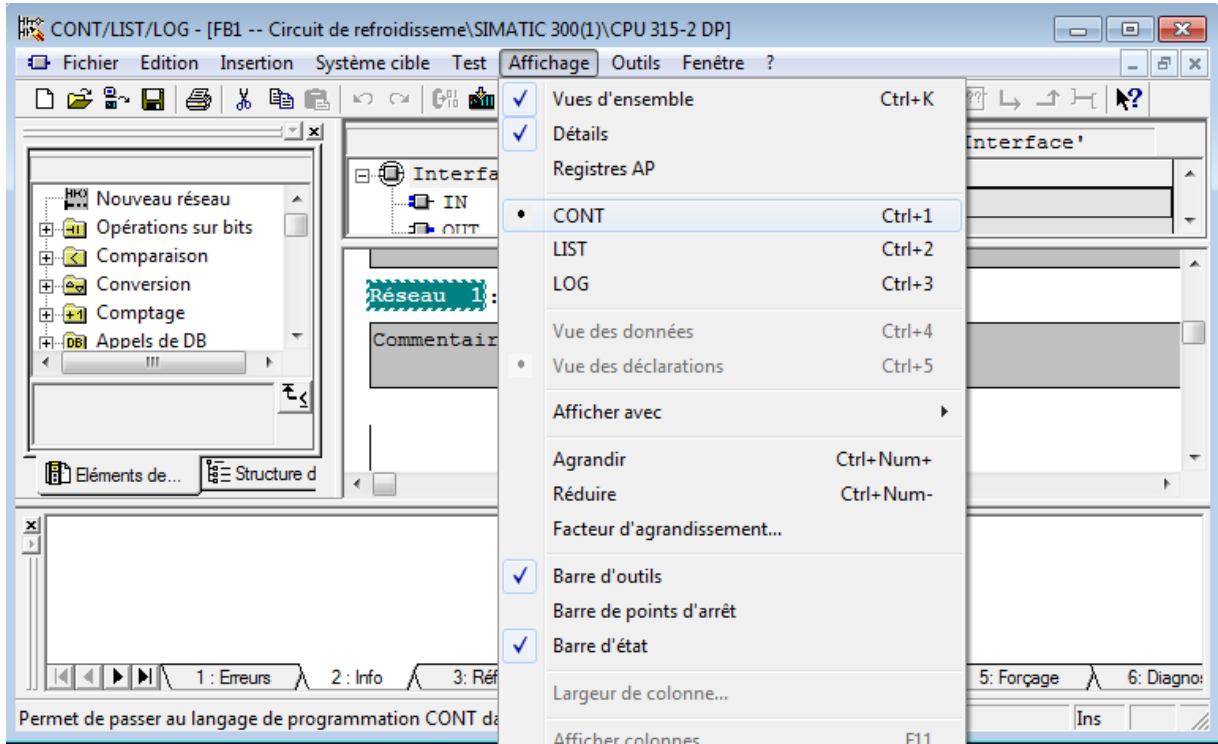 CONT/LIST/LOG - [FB1 -- Circuit de refroidisseme\SIMATIC 300(1)\CPU 315-2 DP]
Fichier Edition Insertion Système cible Test Affichage Outils Fenêtre ?
Vues d'ensemble Ctrl+K
Détails
Registres AP
CONT Ctrl+1
LIST Ctrl+2
LOG Ctrl+3
Vue des données Ctrl+4
Vue des déclarations Ctrl+5
Afficher avec
Agrandir Ctrl+Num+
Réduire Ctrl+Num-
Facteur d'agrandissement...
Barre d'outils
Barre de points d'arrêt
Barre d'état
Largeur de colonne...
Afficher colonnes F11
Nouveau réseau
Opérations sur bits
Comparaison
Conversion
Comptage
DB Appels de DB
Eléments de... Structure d
Interfa
IN
OUT
Interface'
Réseau 1:
Commentair
1 : Erreurs 2 : Info 3: Réf 5: Forçage 6: Diagnos
Permet de passer au langage de programmation CONT da
Ins